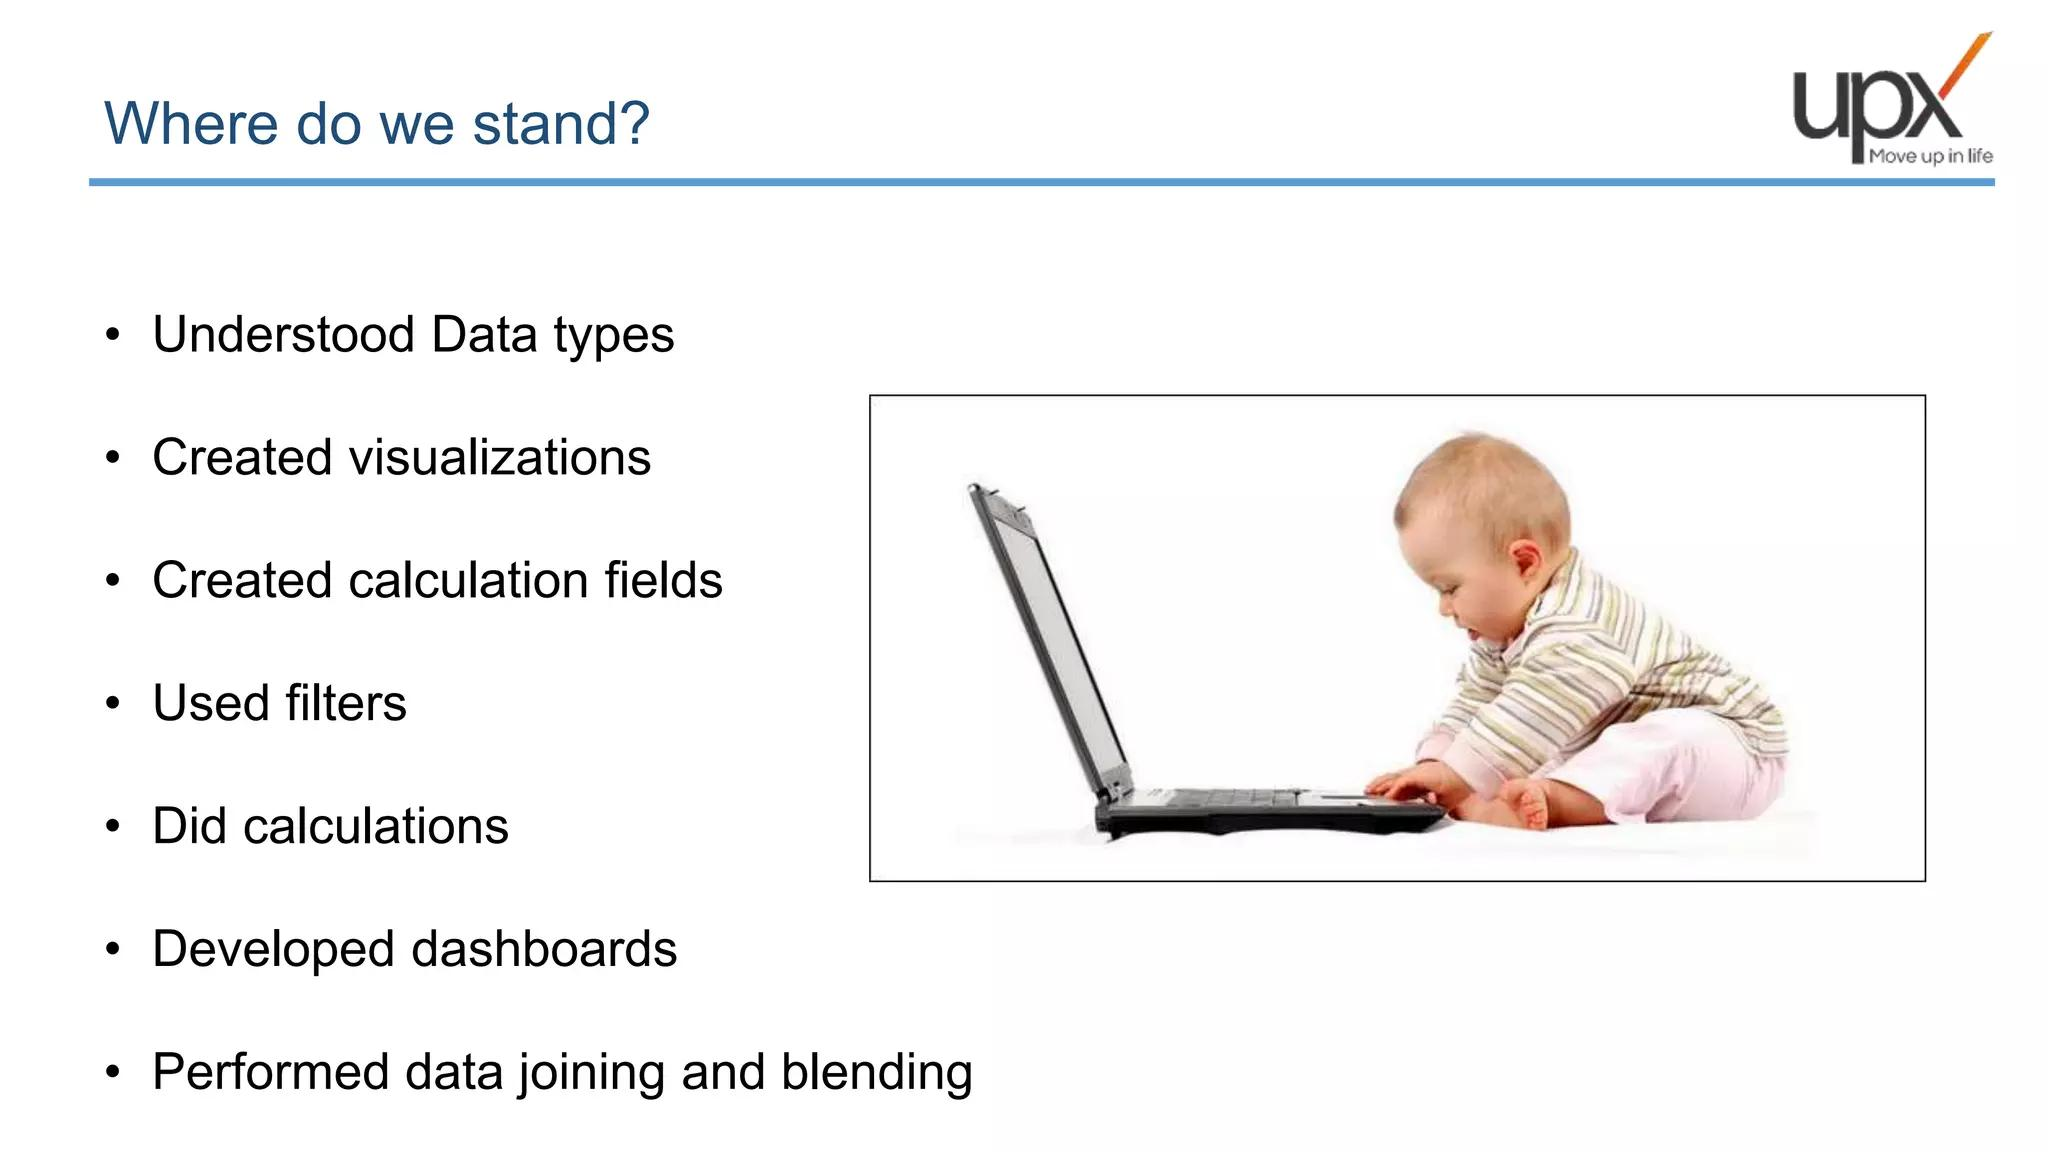 Where do we stand?
upx
Move up in life
• Understood Data types
• Created visualizations
• Created calculation fields
• Used filters
• Did calculations
• Developed dashboards
• Performed data joining and blending